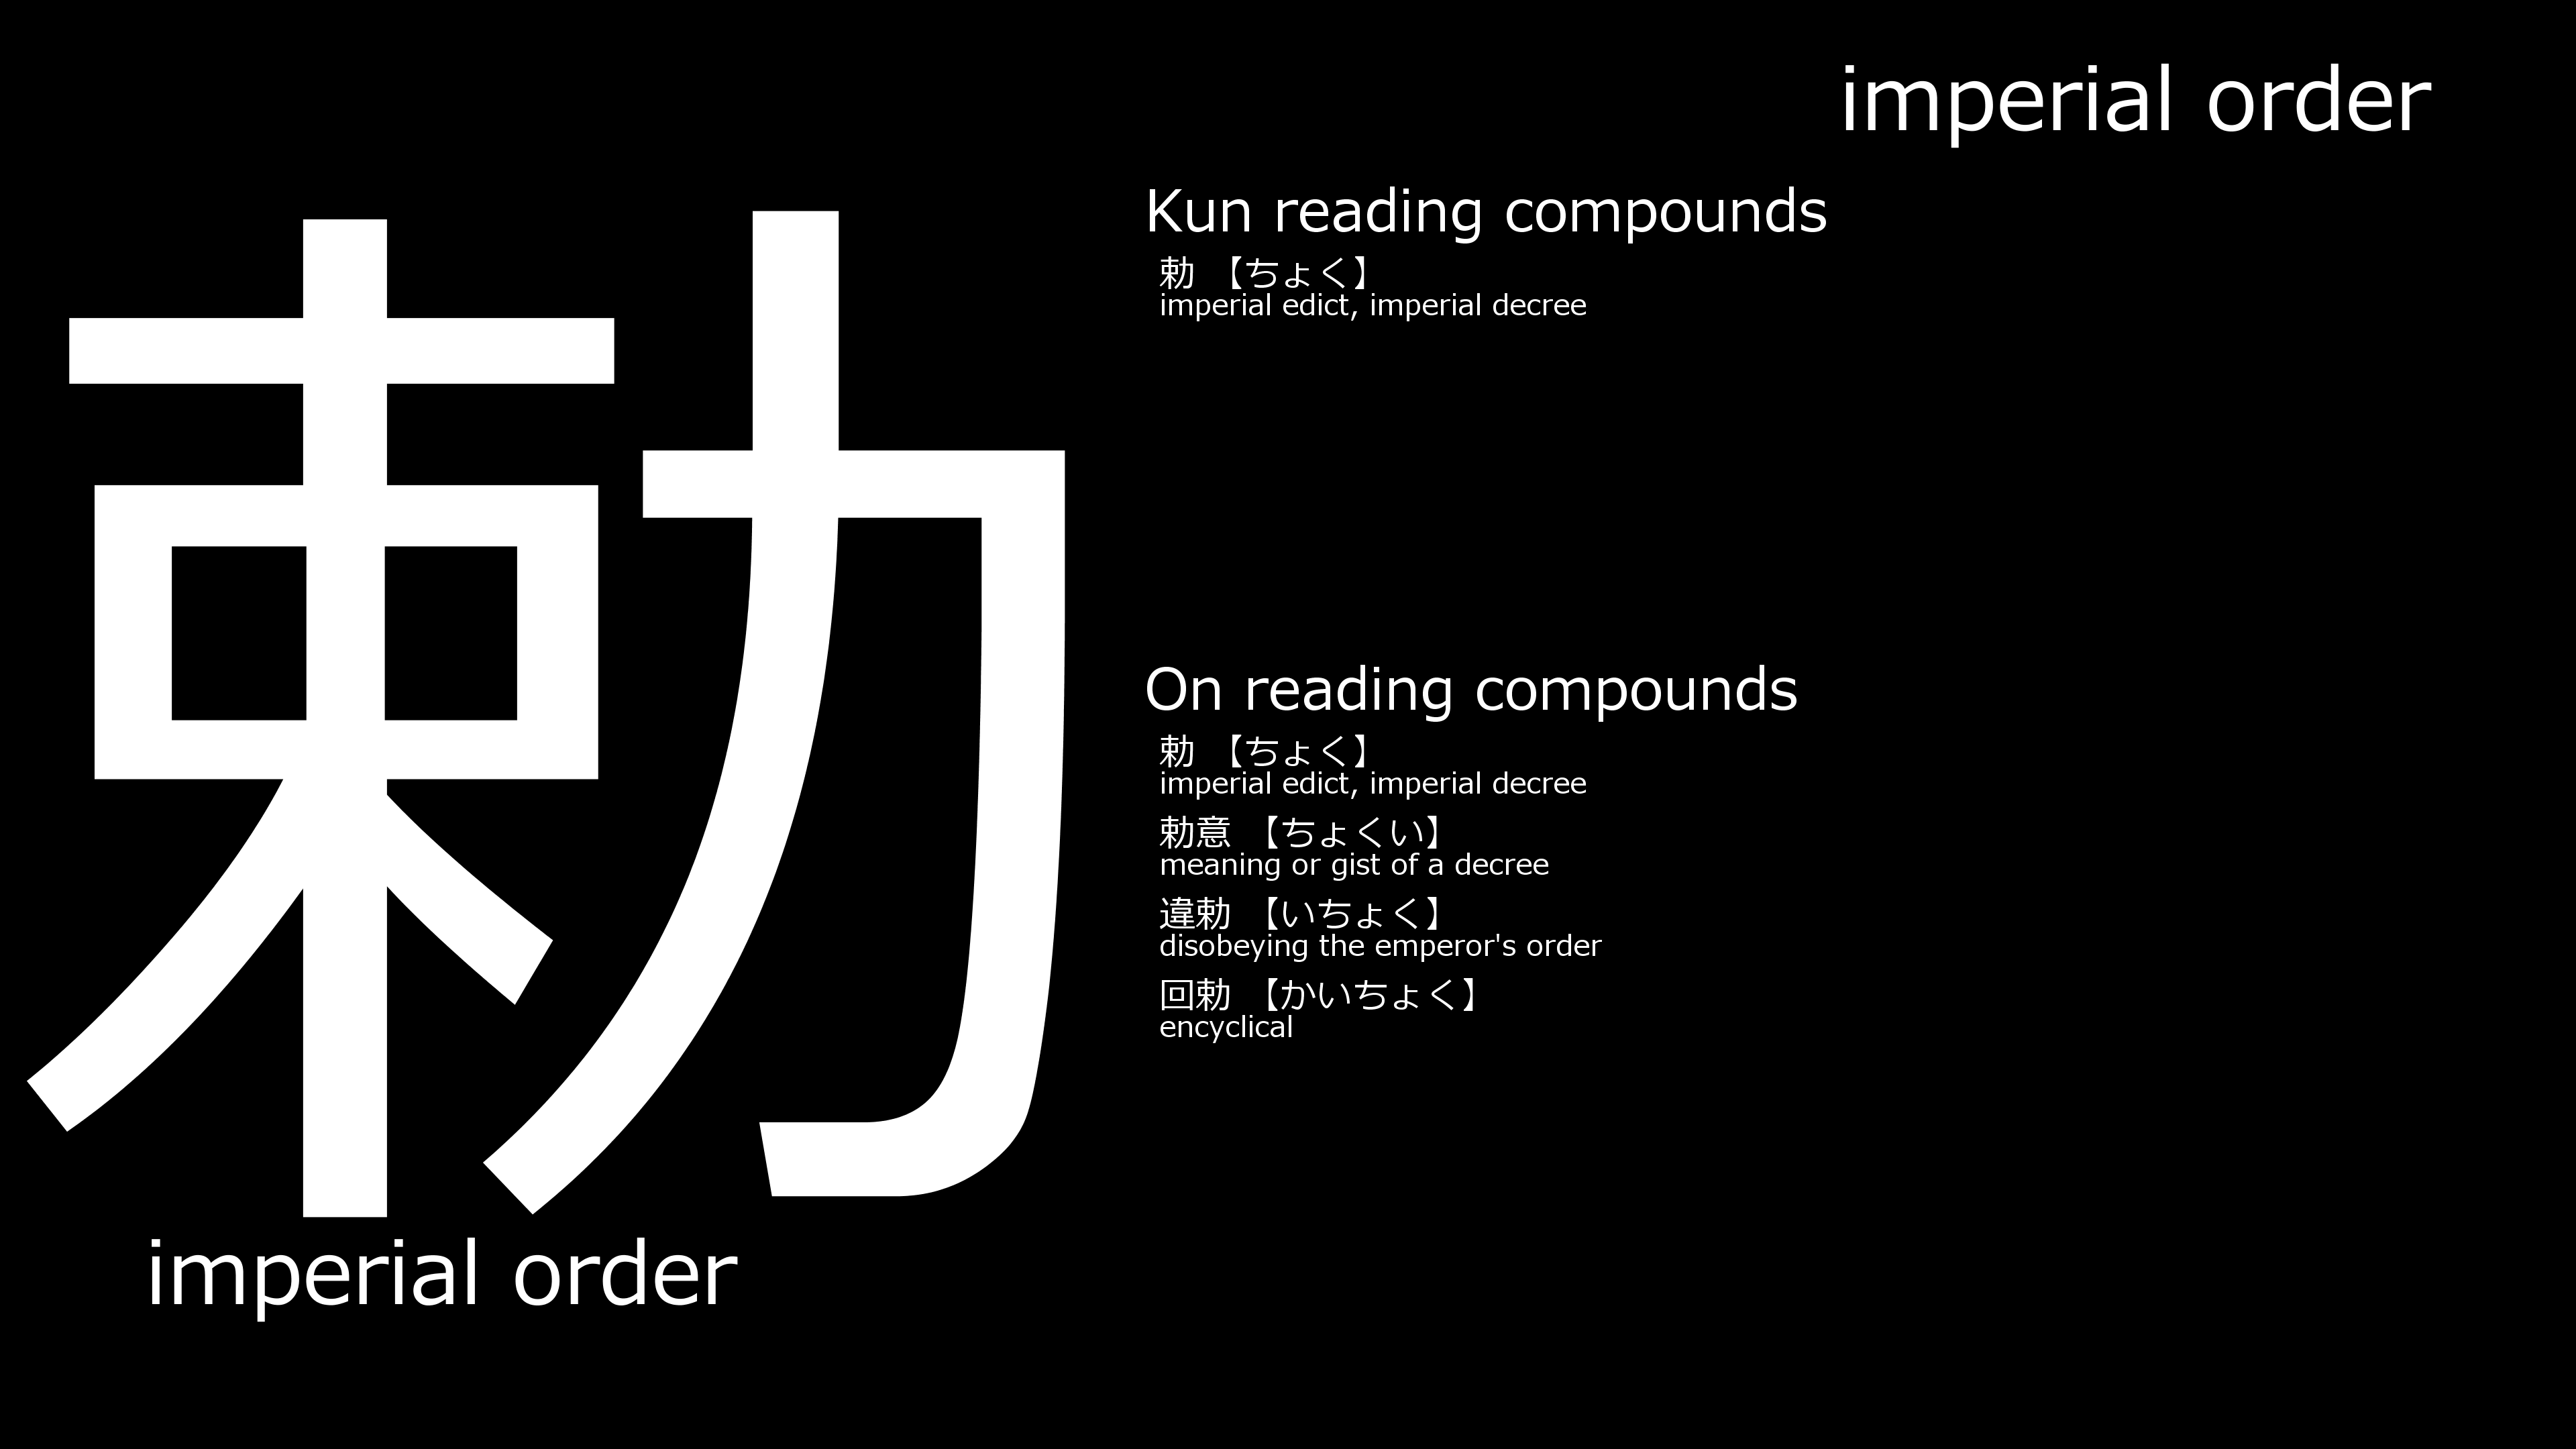 勅
imperial order
imperial order
Kun reading compounds
勅 【ちょく】
imperial edict, imperial decree
On reading compounds
勅 【ちょく】
imperial edict, imperial decree
勅意 【ちょくい】
meaning or gist of a decree
違勅 【いちょく】
disobeying the emperor's order
回勅 【かいちょく】
encyclical